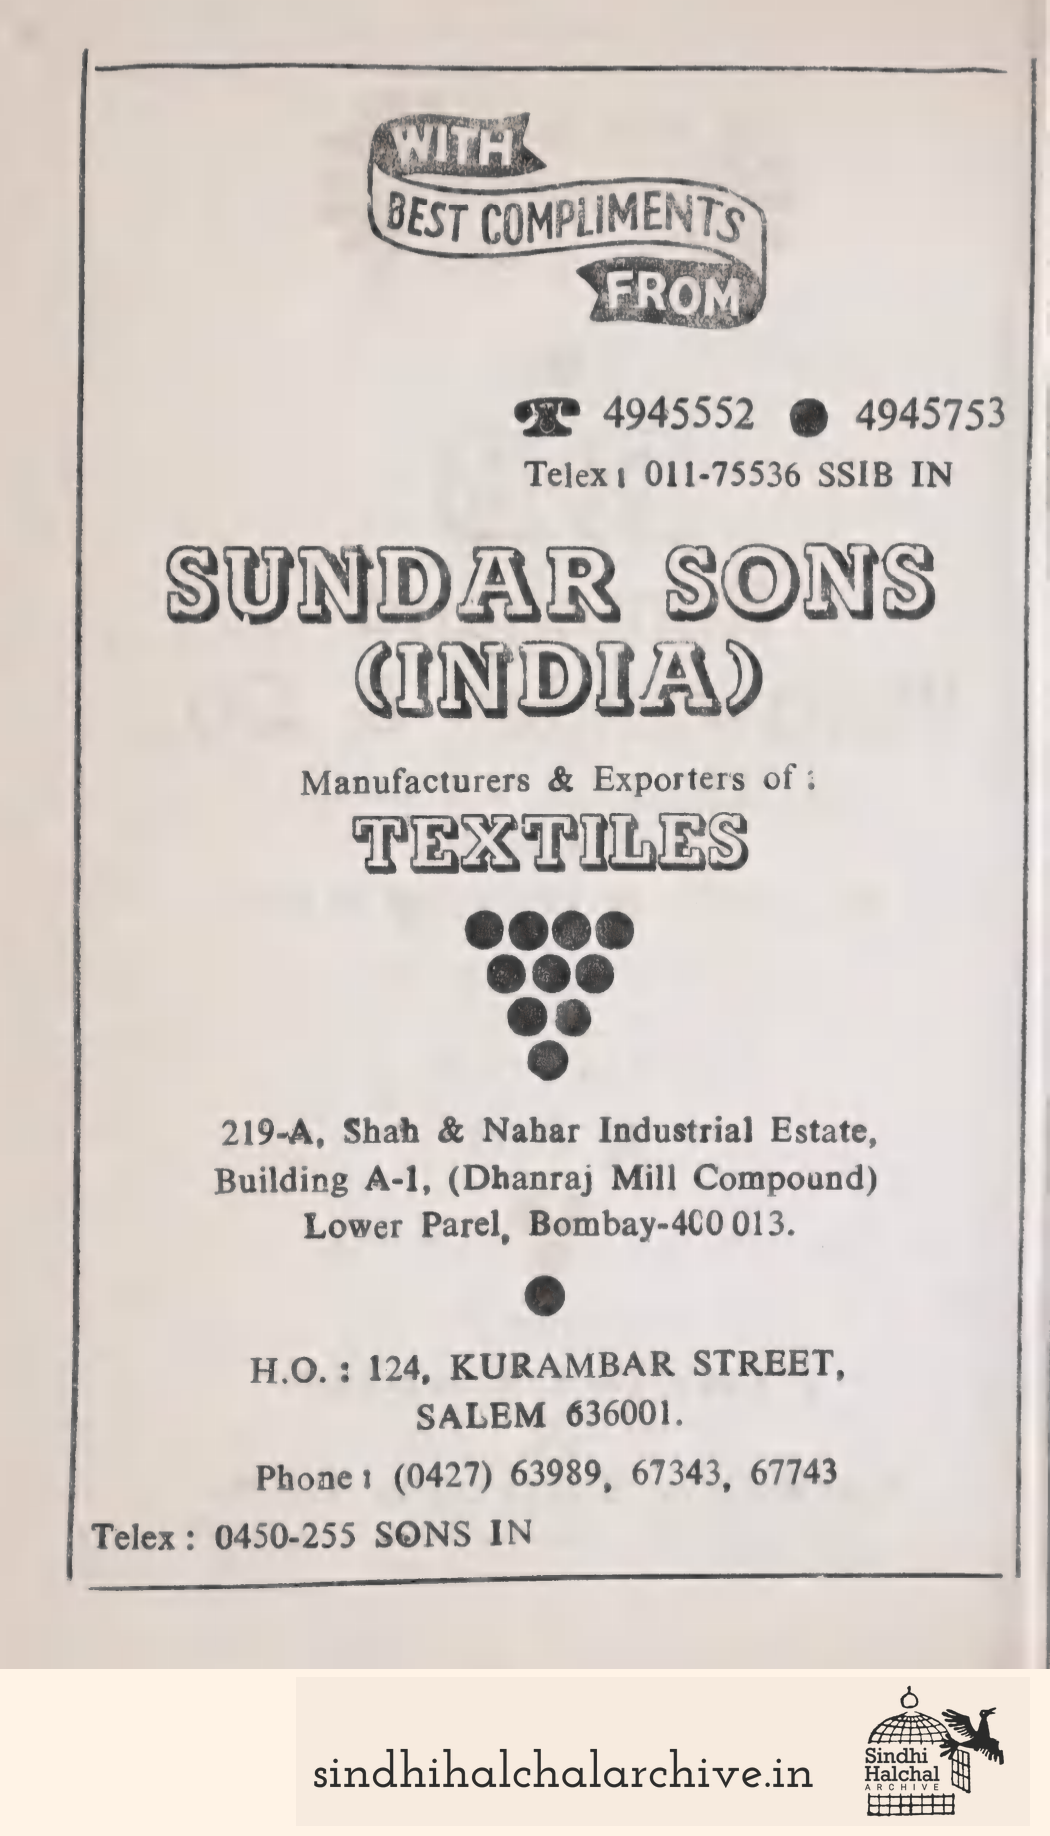 WITH
BEST COMPLIMENTS
FROM
☎ 4945552 ● 4945753
Telex : 011-75536 SSIB IN
SUNDAR SONS
(INDIA)
Manufacturers & Exporters of :
TEXTILES
219-A, Shah & Nahar Industrial Estate,
Building A-1, (Dhanraj Mill Compound)
Lower Parel, Bombay-400 013.
H.O. : 124, KURAMBAR STREET,
SALEM 636001.
Phone : (0427) 63989, 67343, 67743
Telex : 0450-255 SONS IN
sindhihalchalarchive.in
Sindhi
Halchal
ARCHIVE